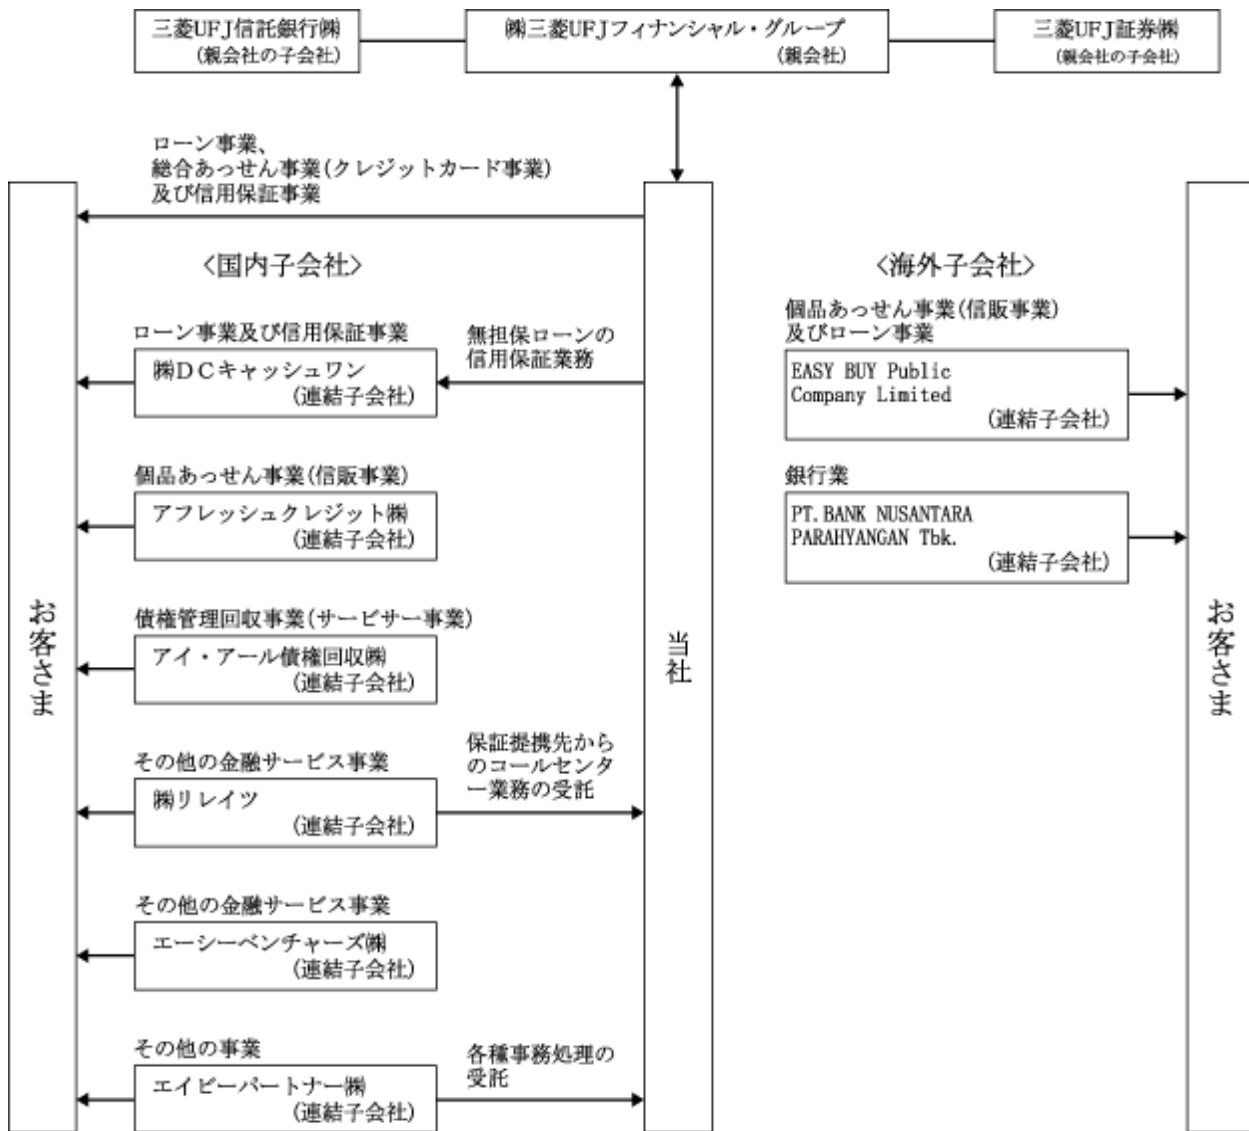 三菱UFJ信託銀行㈱
(親会社の子会社)
㈱三菱UFJフィナンシャル・グループ
(親会社)
三菱UFJ証券㈱
(親会社の子会社)
ローン事業、
総合あっせん事業(クレジットカード事業)
及び信用保証事業
<国内子会社>
ローン事業及び信用保証事業
㈱DCキャッシュワン
(連結子会社)
無担保ローンの
信用保証業務
個品あっせん事業(信販事業)
アフレッシュクレジット㈱
(連結子会社)
債権管理回収事業(サービサー事業)
アイ・アール債権回収㈱
(連結子会社)
その他の金融サービス事業
㈱リレイツ
(連結子会社)
保証提携先から
のコールセンタ
ー業務の受託
その他の金融サービス事業
エーシーベンチャーズ㈱
(連結子会社)
その他の事業
エイビーパートナー㈱
(連結子会社)
各種事務処理の
受託
お客さま
当社
<海外子会社>
個品あっせん事業(信販事業)
及びローン事業
EASY BUY Public
Company Limited
(連結子会社)
銀行業
PT.BANK NUSANTARA
PARAHYANGAN Tbk.
(連結子会社)
お客さま